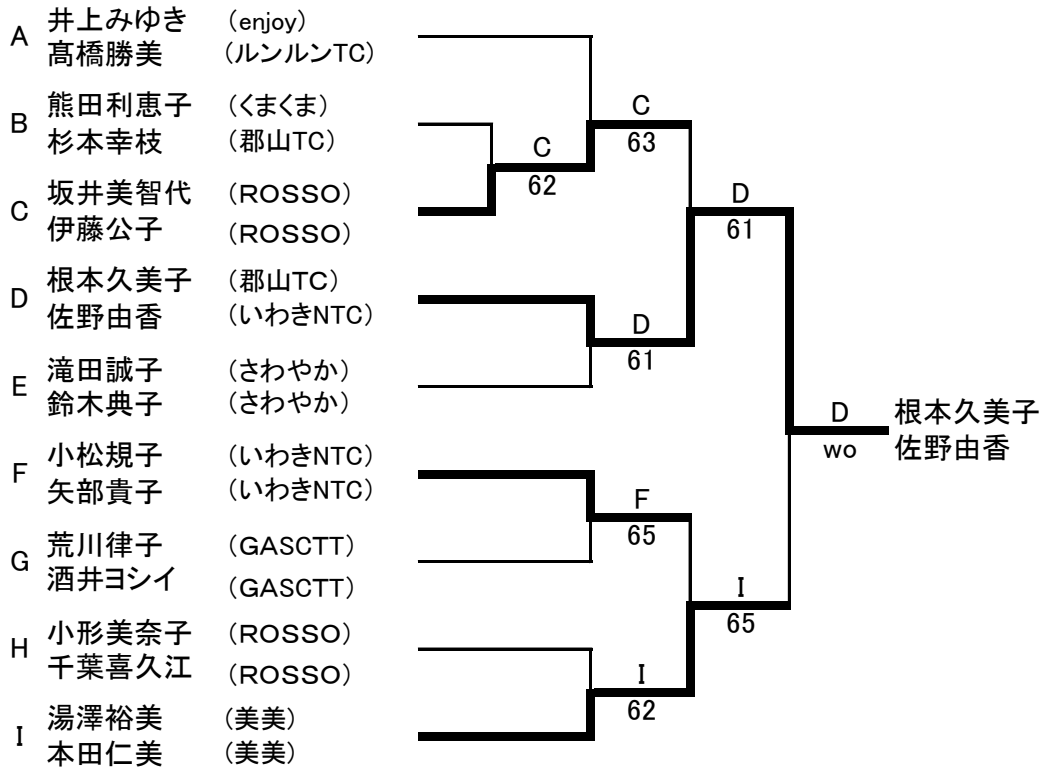 A 井上みゆき （enjoy）
髙橋勝美 （ルンルンTC）
B 熊田利恵子 （くまくま）
杉本幸枝 （郡山TC）
C 坂井美智代 （ROSSO）
伊藤公子 （ROSSO）
D 根本久美子 （郡山TC）
佐野由香 （いわきNTC）
E 滝田誠子 （さわやか）
鈴木典子 （さわやか）
F 小松規子 （いわきNTC）
矢部貴子 （いわきNTC）
G 荒川律子 （GASCTT）
酒井ヨシイ （GASCTT）
H 小形美奈子 （ROSSO）
千葉喜久江 （ROSSO）
I 湯澤裕美 （美美）
本田仁美 （美美）
C
62
C
63
D
61
F
65
I
62
D
61
I
65
D
wo
根本久美子
佐野由香